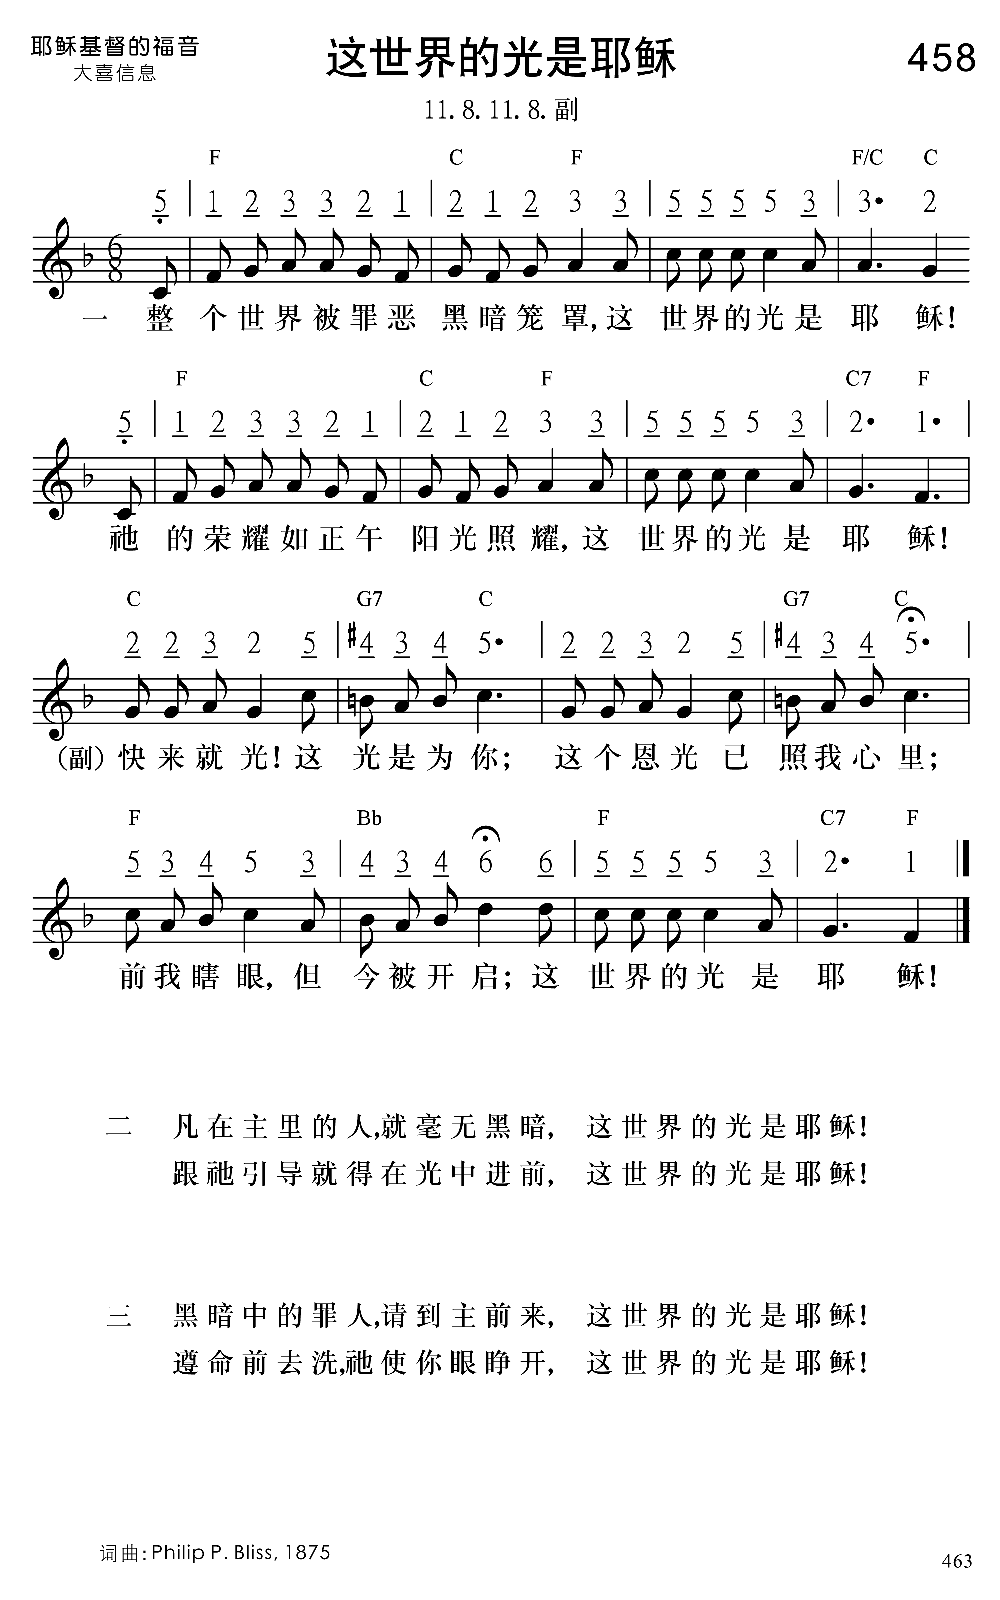 耶稣基督的福音
大喜信息
这世界的光是耶稣
458
11. 8. 11. 8. 副
F C F F/C C
5 | 1 2 3 3 2 1 | 2 1 2 3 3 | 5 5 5 5 3 | 3• 2
6
8
一 整 个世界被罪恶 黑暗笼罩,这 世界的光是 耶 稣!
F C F C7 F
5 | 1 2 3 3 2 1 | 2 1 2 3 3 | 5 5 5 5 3 | 2• 1• |
祂 的荣耀如正午 阳光照耀,这 世界的光是 耶 稣!
C G7 C G7 C
2 2 3 2 5 | #4 3 4 5• | 2 2 3 2 5 | #4 3 4 5• |
(副) 快来就光!这 光是为你; 这个恩光已 照我心里;
F Bb F C7 F
5 3 4 5 3 | 4 3 4 6 6 | 5 5 5 5 3 | 2• 1 ‖
前我瞎眼,但 今被开启;这 世界的光是 耶 稣!
二 凡在主里的人,就毫无黑暗, 这世界的光是耶稣!
跟祂引导就得在光中进前, 这世界的光是耶稣!
三 黑暗中的罪人,请到主前来, 这世界的光是耶稣!
遵命前去洗,祂使你眼睁开, 这世界的光是耶稣!
词曲: Philip P. Bliss, 1875
463